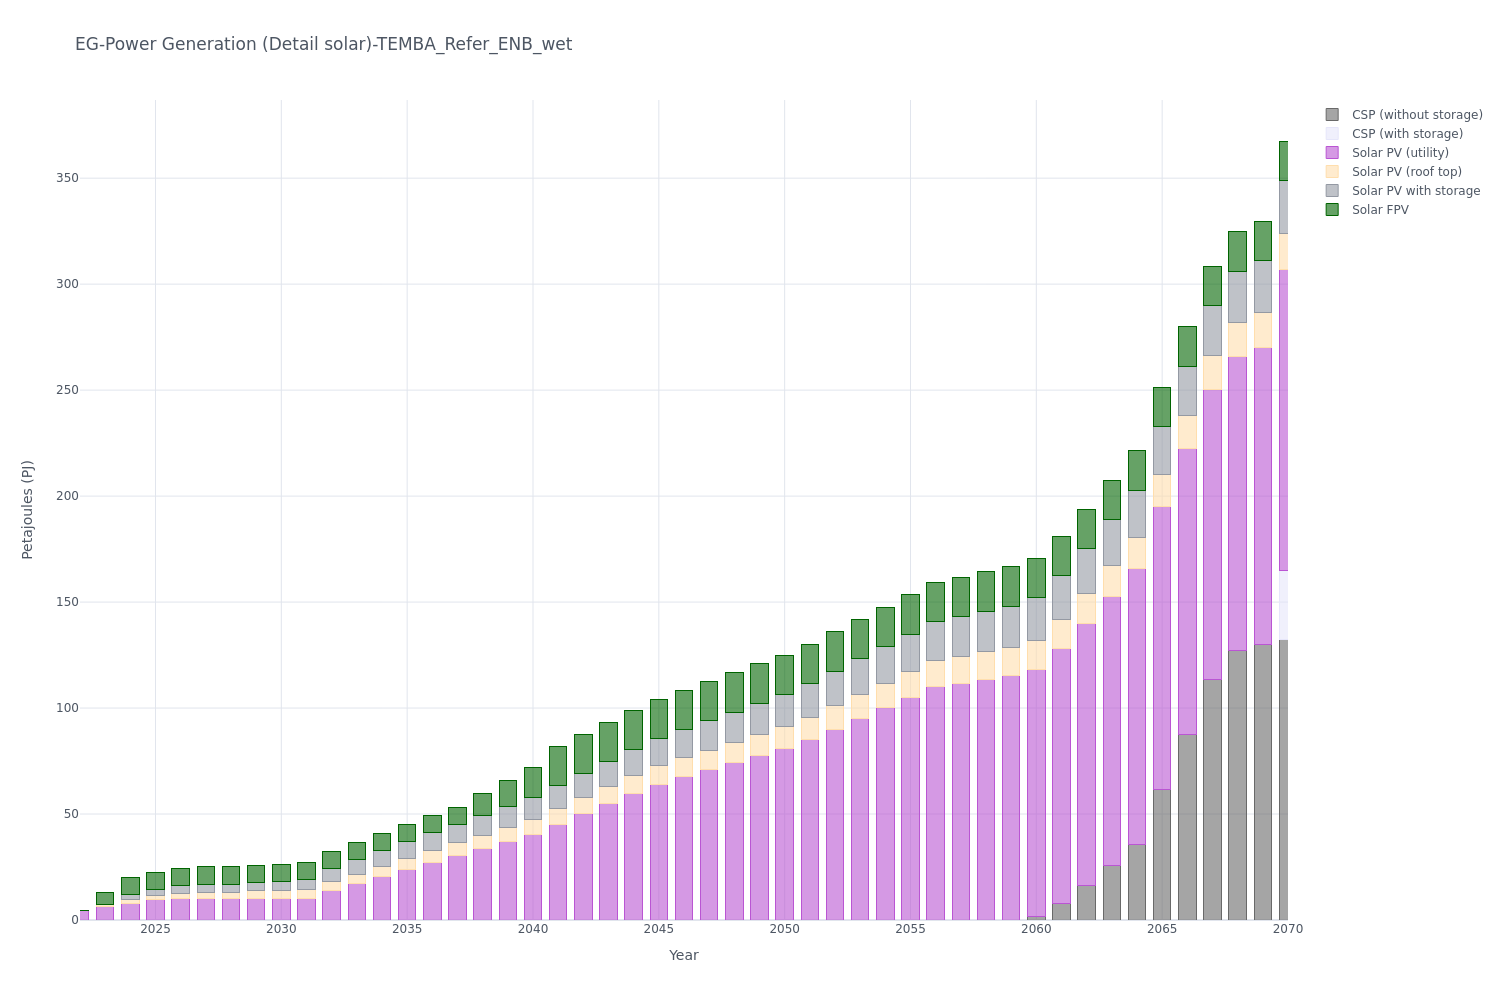 EG-Power Generation (Detail solar)-TEMBA_Refer_ENB_wet
CSP (without storage)
CSP (with storage)
Solar PV (utility)
Solar PV (roof top)
Solar PV with storage
Solar FPV
350
300
250
200
150
100
50
0
Petajoules (PJ)
2025 2030 2035 2040 2045 2050 2055 2060 2065 2070
Year